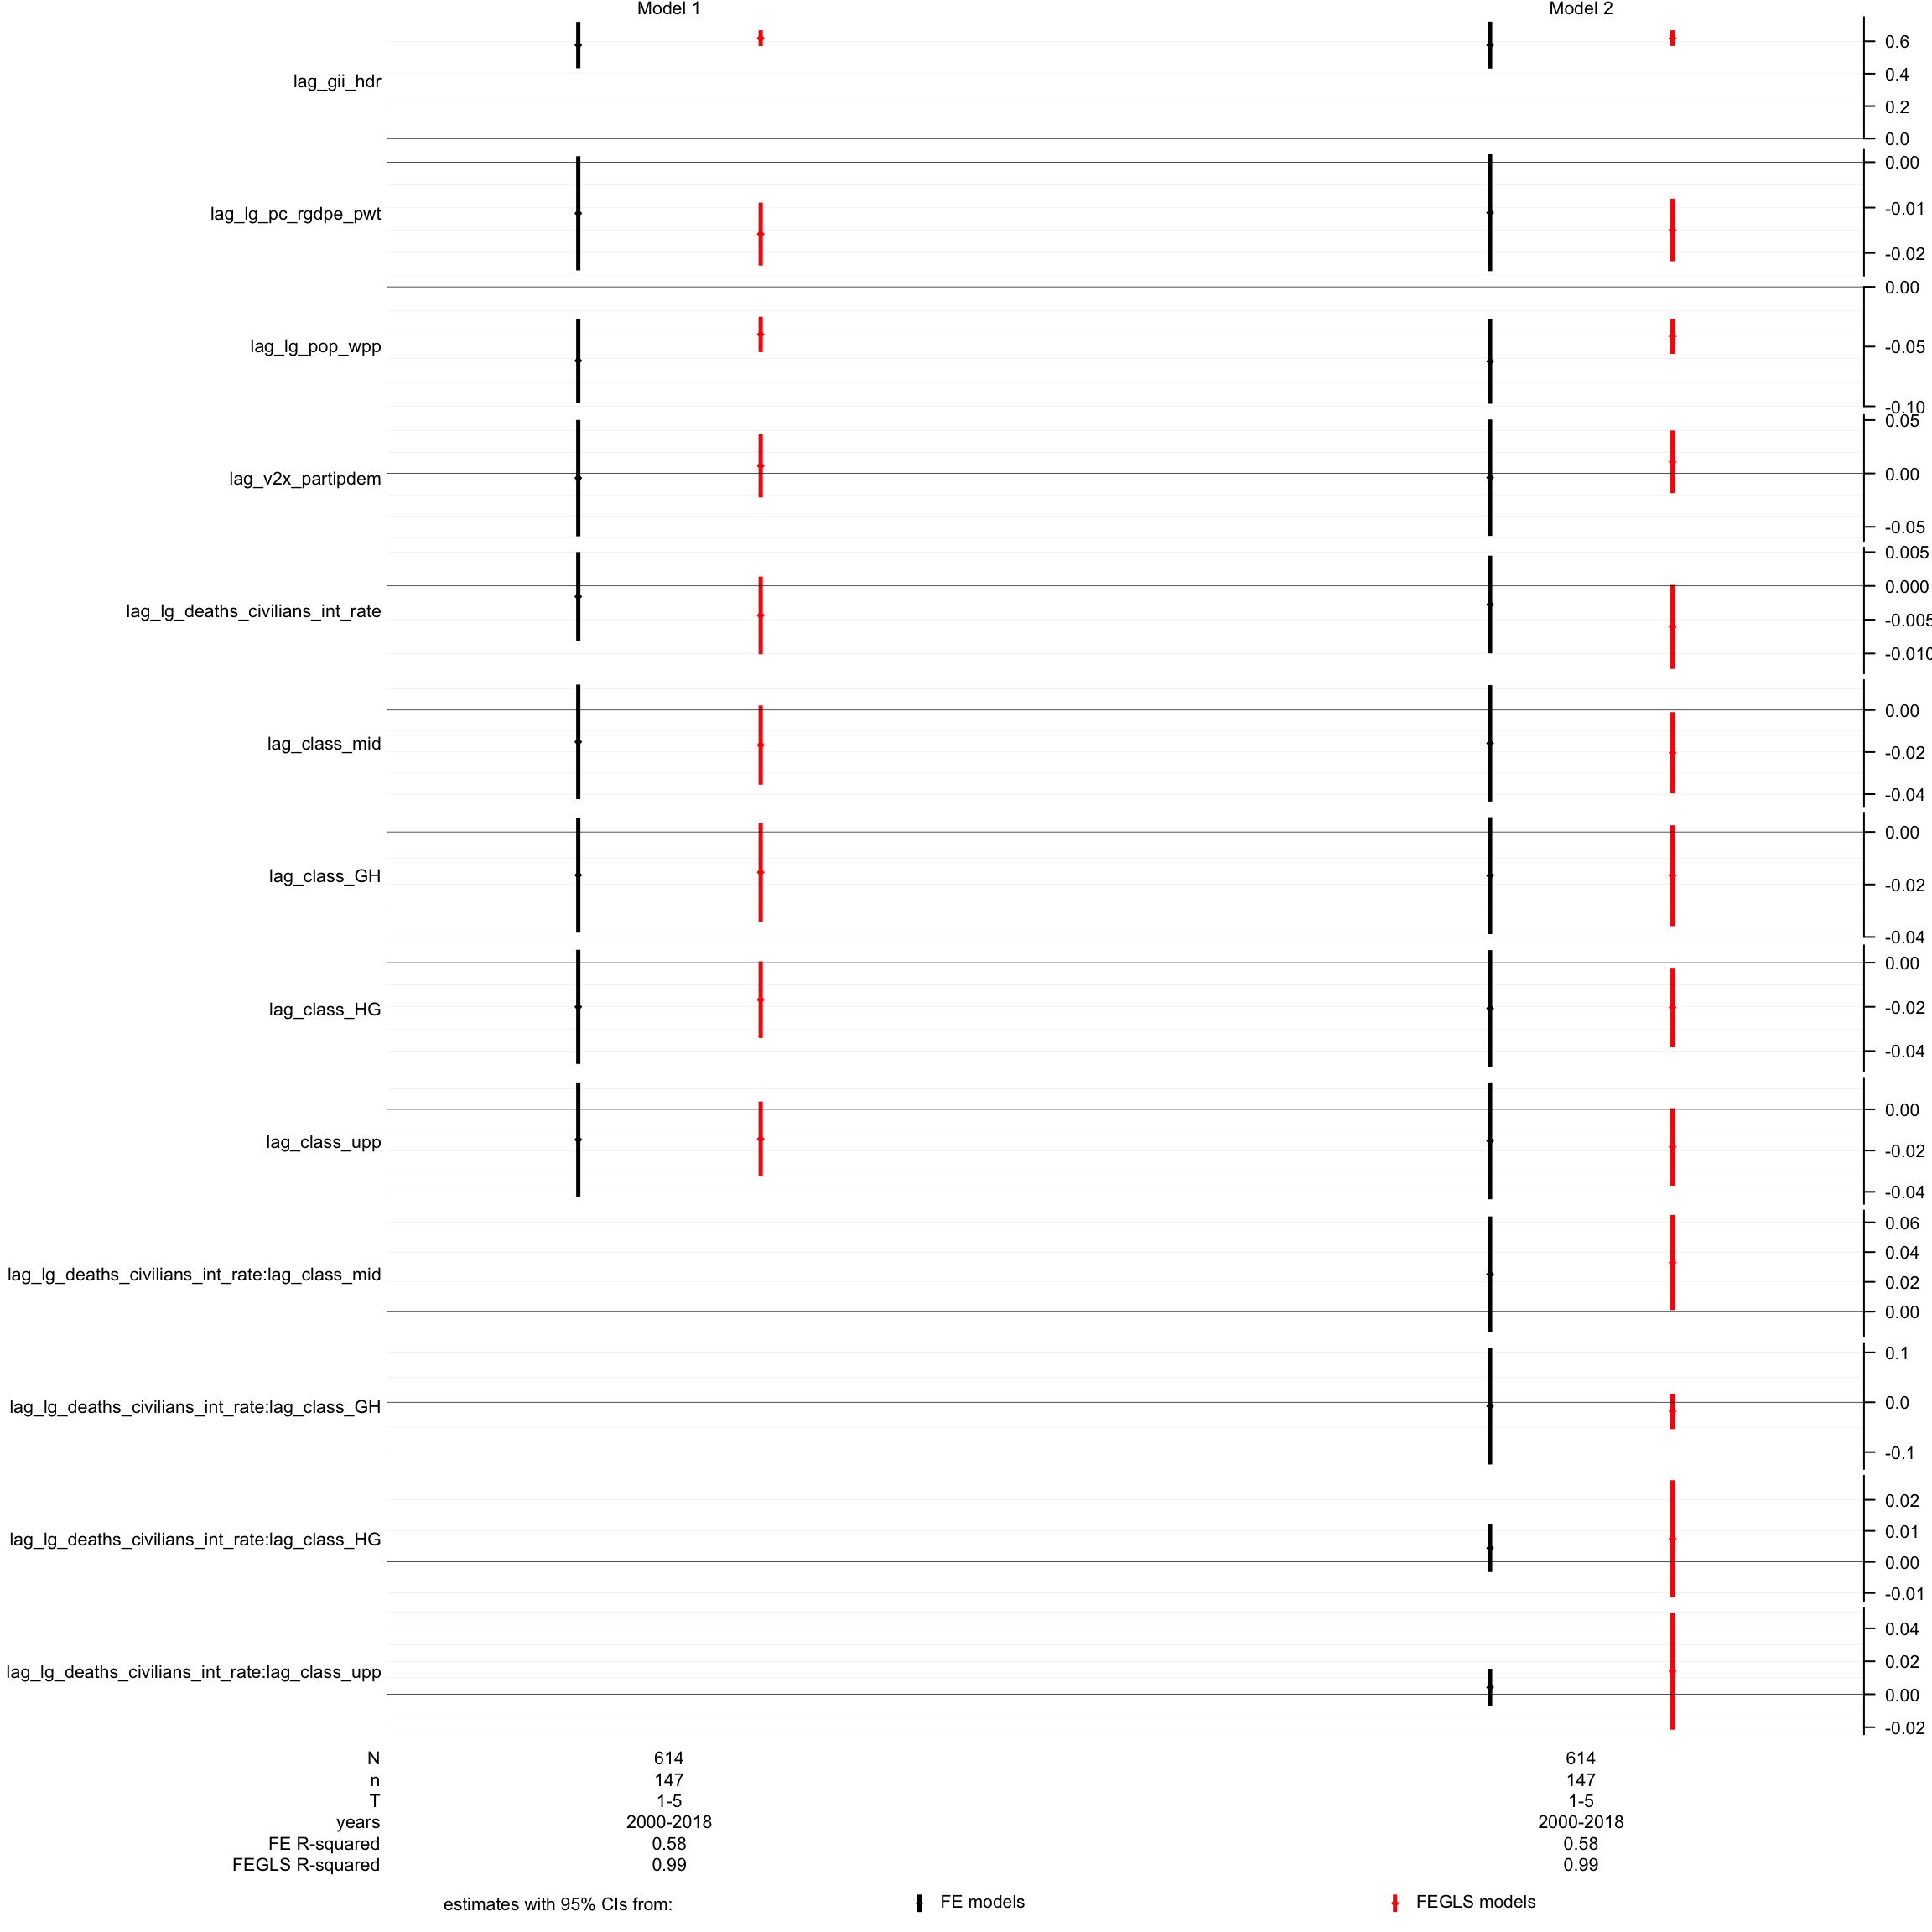 Model 1 Model 2
lag_gii_hdr
0.6
0.4
0.2
0.0
lag_lg_pc_rgdpe_pwt
0.00
-0.01
-0.02
lag_lg_pop_wpp
0.00
-0.05
-0.10
lag_v2x_partipdem
0.05
0.00
-0.05
lag_lg_deaths_civilians_int_rate
0.005
0.000
-0.005
-0.010
lag_class_mid
0.00
-0.02
-0.04
lag_class_GH
0.00
-0.02
-0.04
lag_class_HG
0.00
-0.02
-0.04
lag_class_upp
0.00
-0.02
-0.04
lag_lg_deaths_civilians_int_rate:lag_class_mid
0.06
0.04
0.02
0.00
lag_lg_deaths_civilians_int_rate:lag_class_GH
0.1
0.0
-0.1
lag_lg_deaths_civilians_int_rate:lag_class_HG
0.02
0.01
0.00
-0.01
lag_lg_deaths_civilians_int_rate:lag_class_upp
0.04
0.02
0.00
-0.02
N 614 614
n 147 147
T 1-5 1-5
years 2000-2018 2000-2018
FE R-squared 0.58 0.58
FEGLS R-squared 0.99 0.99
estimates with 95% CIs from: FE models FEGLS models